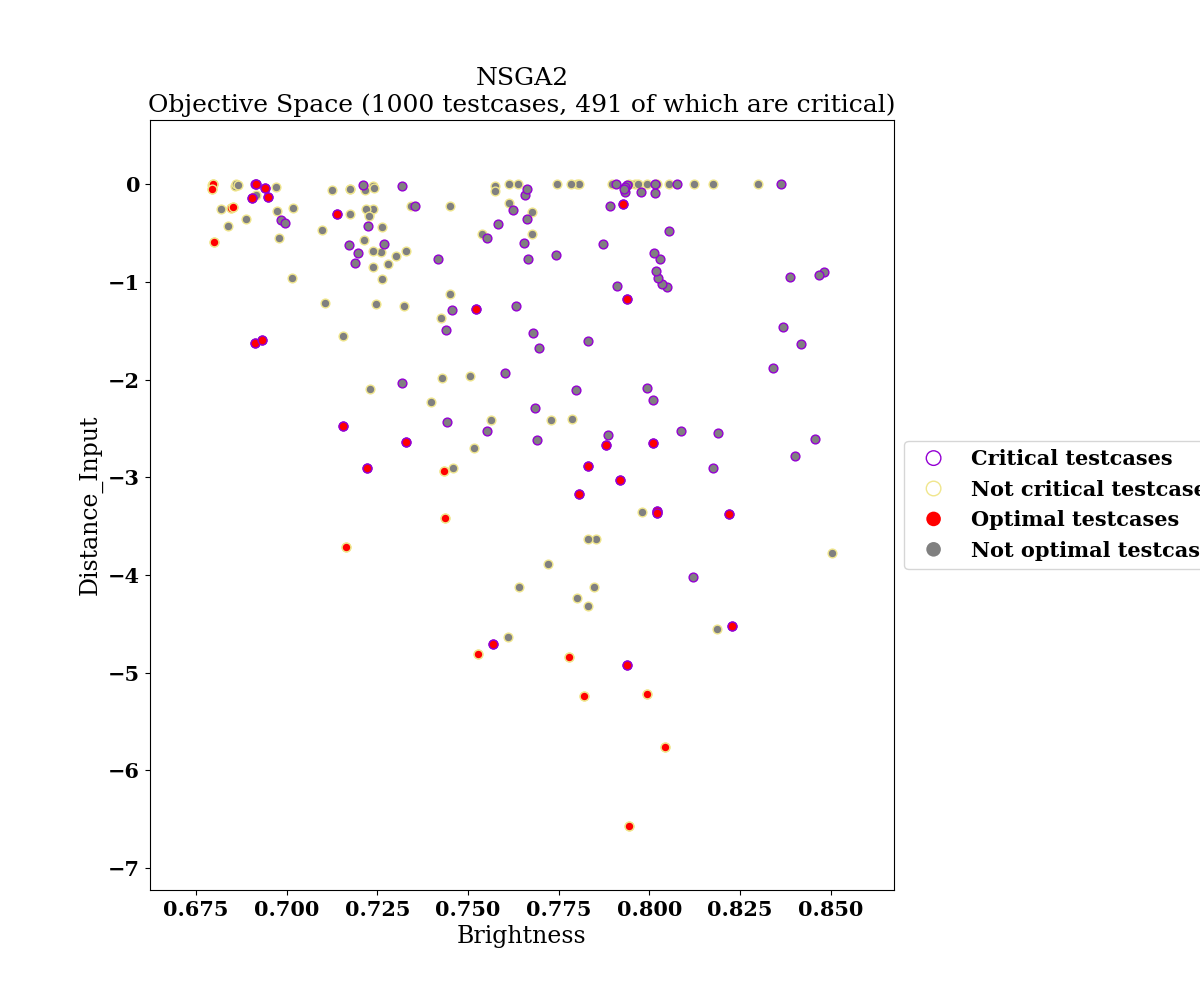 NSGA2
Objective Space (1000 testcases, 491 of which are critical)
0
−1
−2
−3
−4
−5
−6
−7
Distance_Input
0.675 0.700 0.725 0.750 0.775 0.800 0.825 0.850
Brightness
Critical testcases
Not critical testcase
Optimal testcases
Not optimal testcas